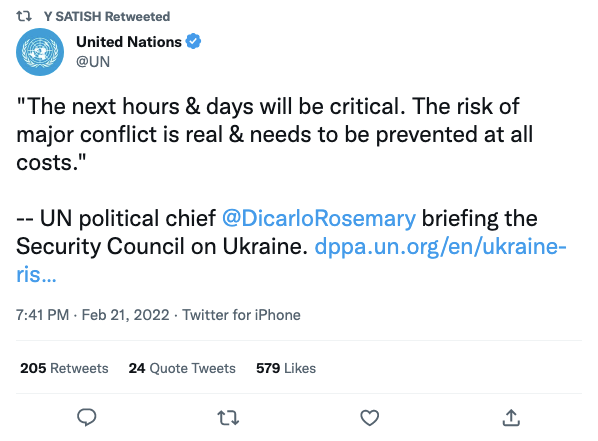 Y SATISH Retweeted
United Nations
@UN
"The next hours & days will be critical. The risk of
major conflict is real & needs to be prevented at all
costs."
-- UN political chief @DicarloRosemary briefing the
Security Council on Ukraine. dppa.un.org/en/ukraine-
ris...
7:41 PM · Feb 21, 2022 · Twitter for iPhone
205 Retweets 24 Quote Tweets 579 Likes